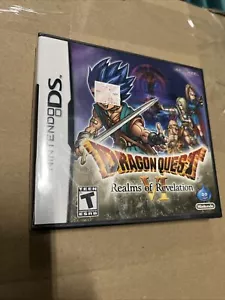 NINTENDO DS
DRAGON QUEST
VI
Realms of Revelation
TEEN
T
ESRB
Nintendo